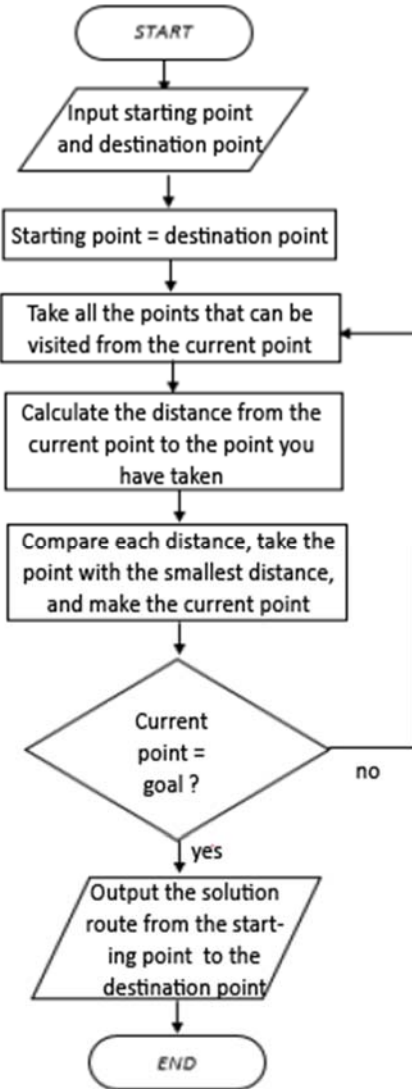 START
Input starting point
and destination point
Starting point = destination point
Take all the points that can be
visited from the current point
Calculate the distance from the
current point to the point you
have taken
Compare each distance, take the
point with the smallest distance,
and make the current point
Current
point =
goal ?
no
yes
Output the solution
route from the start-
ing point to the
destination point
END